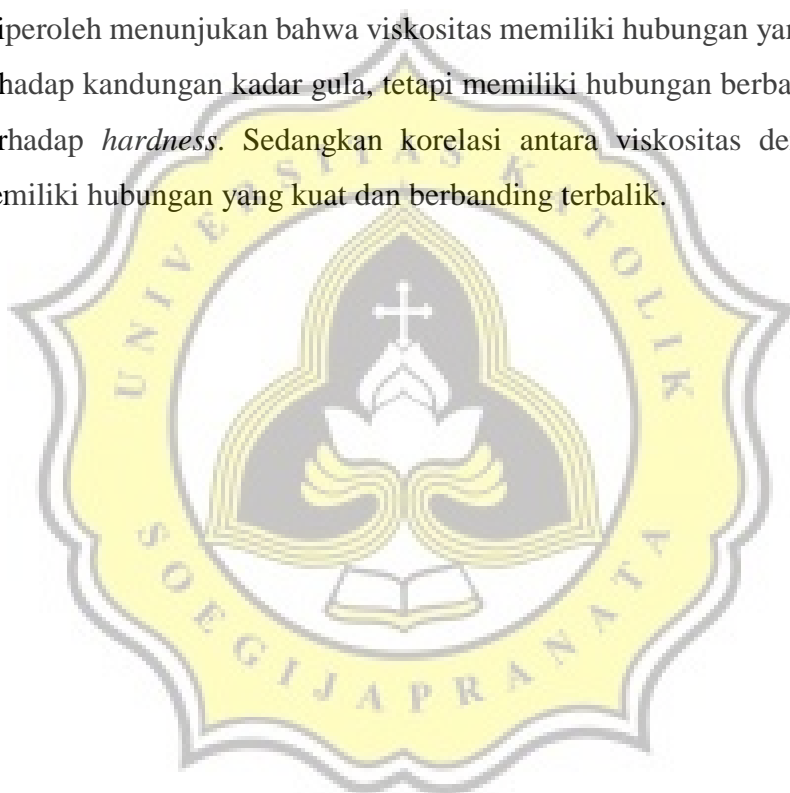 iperoleh menunjukan bahwa viskositas memiliki hubungan yan
hadap kandungan kadar gula, tetapi memiliki hubungan berba
rhadap hardness. Sedangkan korelasi antara viskositas de
emiliki hubungan yang kuat dan berbanding terbalik.
UNIVERSITAS KATOLIK
SOEGIJAPRANATA